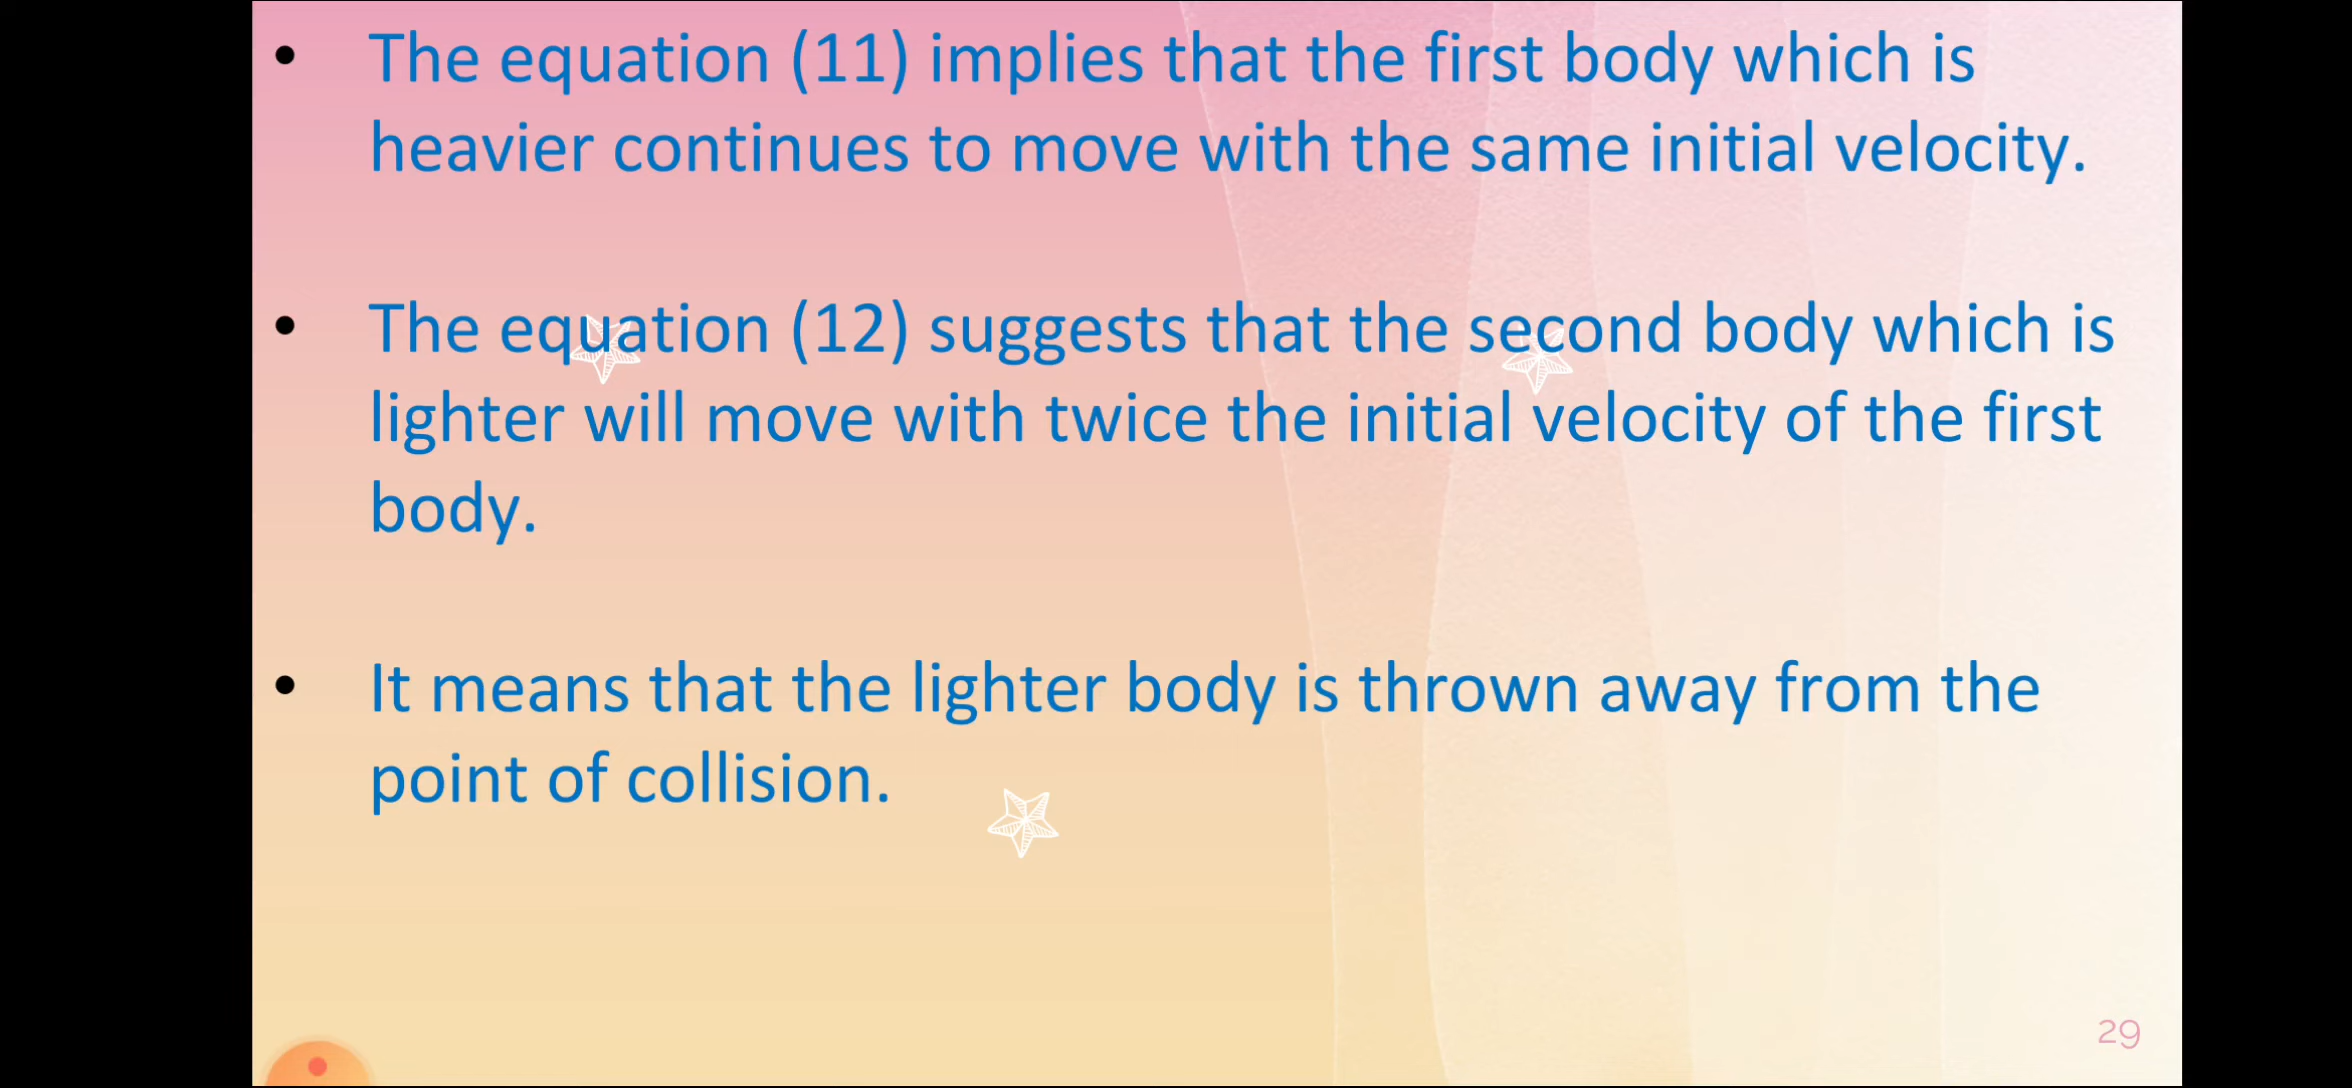 • The equation (11) implies that the first body which is
heavier continues to move with the same initial velocity.
• The equation (12) suggests that the second body which is
lighter will move with twice the initial velocity of the first
body.
• It means that the lighter body is thrown away from the
point of collision.
29